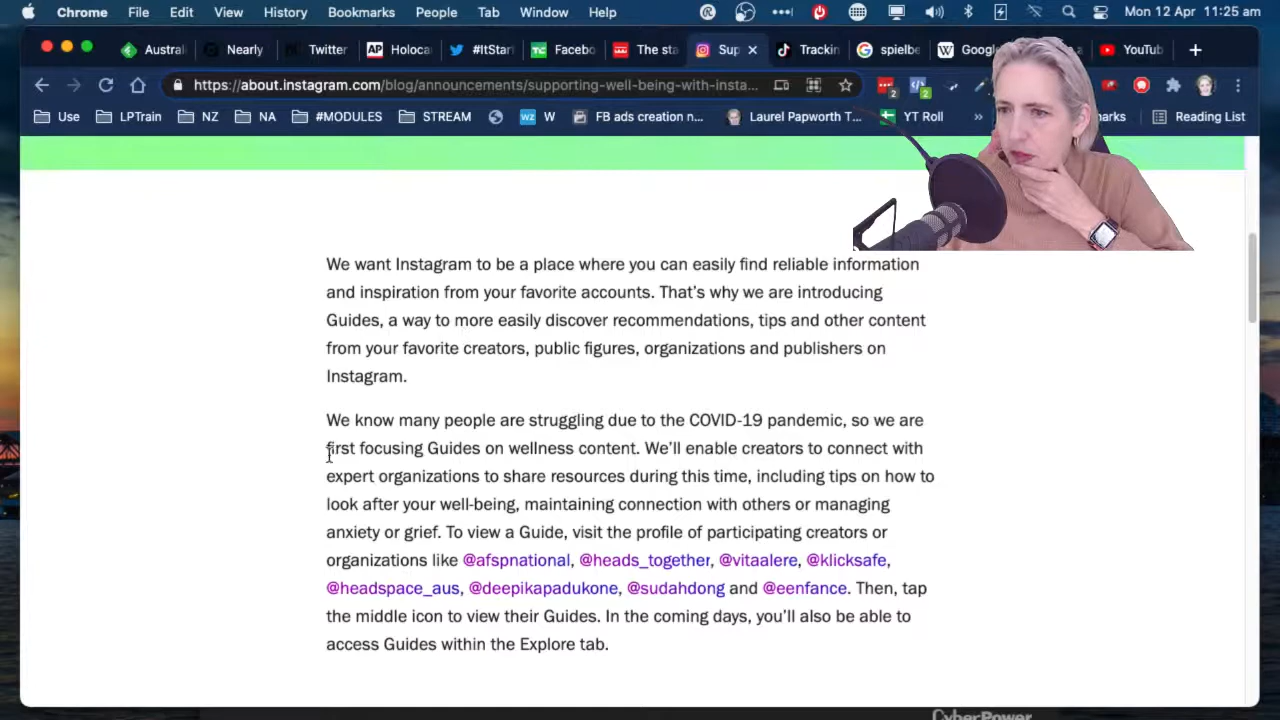 Chrome File Edit View History Bookmarks People Tab Window Help Mon 12 Apr 11:25 am
Austral Nearly Twitter AP Holoca #ItStar TC Facebo The sta Sup Trackin spielbe W Googl YouTub
https://about.instagram.com/blog/announcements/supporting-well-being-with-insta... 2 2
Use LPTrain NZ NA #MODULES STREAM WZ W FB ads creation n... Laurel Papworth T... YT Roll » marks Reading List
We want Instagram to be a place where you can easily find reliable information
and inspiration from your favorite accounts. That's why we are introducing
Guides, a way to more easily discover recommendations, tips and other content
from your favorite creators, public figures, organizations and publishers on
Instagram.
We know many people are struggling due to the COVID-19 pandemic, so we are
first focusing Guides on wellness content. We'll enable creators to connect with
expert organizations to share resources during this time, including tips on how to
look after your well-being, maintaining connection with others or managing
anxiety or grief. To view a Guide, visit the profile of participating creators or
organizations like @afspnational, @heads_together, @vitaalere, @klicksafe,
@headspace_aus, @deepikapadukone, @sudahdong and @eenfance. Then, tap
the middle icon to view their Guides. In the coming days, you'll also be able to
access Guides within the Explore tab.
CyberPower